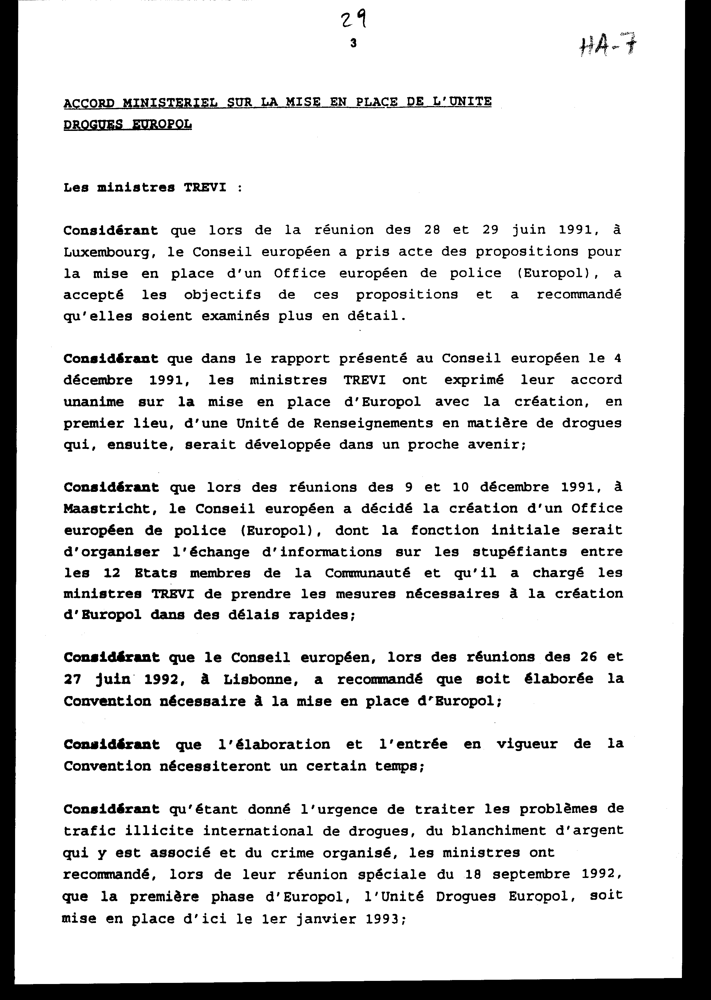 29
3
HA-7
ACCORD MINISTERIEL SUR LA MISE EN PLACE DE L'UNITE
DROGUES EUROPOL
Les ministres TREVI :
Considérant que lors de la réunion des 28 et 29 juin 1991, à
Luxembourg, le Conseil européen a pris acte des propositions pour
la mise en place d'un Office européen de police (Europol), a
accepté les objectifs de ces propositions et a recommandé
qu'elles soient examinés plus en détail.
Considérant que dans le rapport présenté au Conseil européen le 4
décembre 1991, les ministres TREVI ont exprimé leur accord
unanime sur la mise en place d'Europol avec la création, en
premier lieu, d'une Unité de Renseignements en matière de drogues
qui, ensuite, serait développée dans un proche avenir;
Considérant que lors des réunions des 9 et 10 décembre 1991, à
Maastricht, le Conseil européen a décidé la création d'un Office
européen de police (Europol), dont la fonction initiale serait
d'organiser l'échange d'informations sur les stupéfiants entre
les 12 Etats membres de la Communauté et qu'il a chargé les
ministres TREVI de prendre les mesures nécessaires à la création
d'Europol dans des délais rapides;
Considérant que le Conseil européen, lors des réunions des 26 et
27 juin 1992, à Lisbonne, a recommandé que soit élaborée la
Convention nécessaire à la mise en place d'Europol;
Considérant que l'élaboration et l'entrée en vigueur de la
Convention nécessiteront un certain temps;
Considérant qu'étant donné l'urgence de traiter les problèmes de
trafic illicite international de drogues, du blanchiment d'argent
qui y est associé et du crime organisé, les ministres ont
recommandé, lors de leur réunion spéciale du 18 septembre 1992,
que la première phase d'Europol, l'Unité Drogues Europol, soit
mise en place d'ici le 1er janvier 1993;